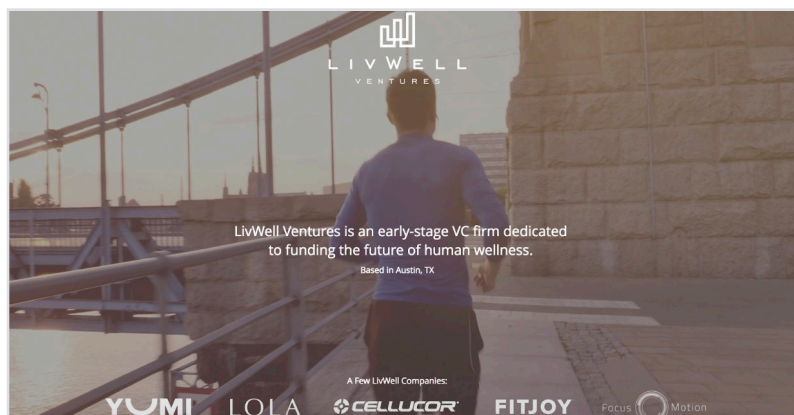 LIVWELL
VENTURES
LivWell Ventures is an early-stage VC firm dedicated
to funding the future of human wellness.
Based in Austin, TX
A Few LivWell Companies:
YUMI LOLA CELLUCOR FITJOY Focus Motion